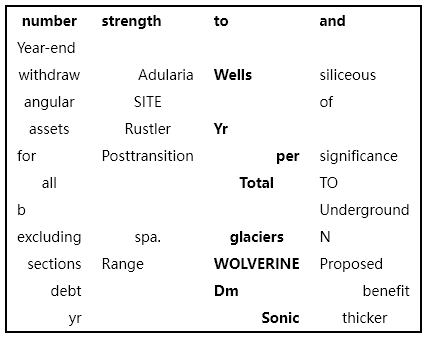 number strength to and
Year-end
withdraw Adularia Wells siliceous
angular SITE of
assets Rustler Yr
for Posttransition per significance
all Total TO
b Underground
excluding spa. glaciers N
sections Range WOLVERINE Proposed
debt Dm benefit
yr Sonic thicker